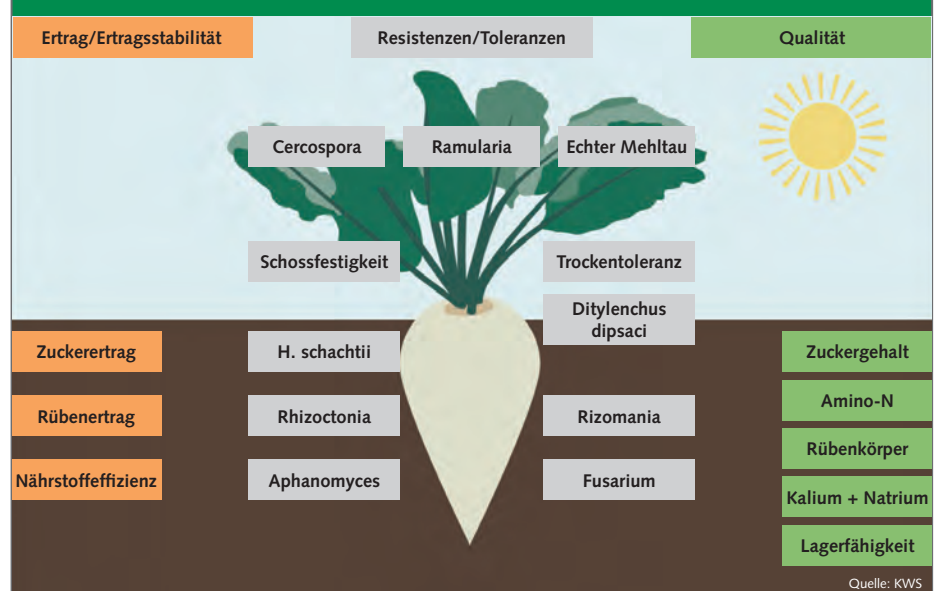 Ertrag/Ertragsstabilität
Resistenzen/Toleranzen
Qualität
Cercospora
Ramularia
Echter Mehltau
Schossfestigkeit
Trockentoleranz
Ditylenchus
dipsaci
Zuckerertrag
H. schachtii
Zuckergehalt
Rübenertrag
Rhizoctonia
Rizomania
Amino-N
Rübenkörper
Nährstoffeffizienz
Aphanomyces
Fusarium
Kalium + Natrium
Lagerfähigkeit
Quelle: KWS